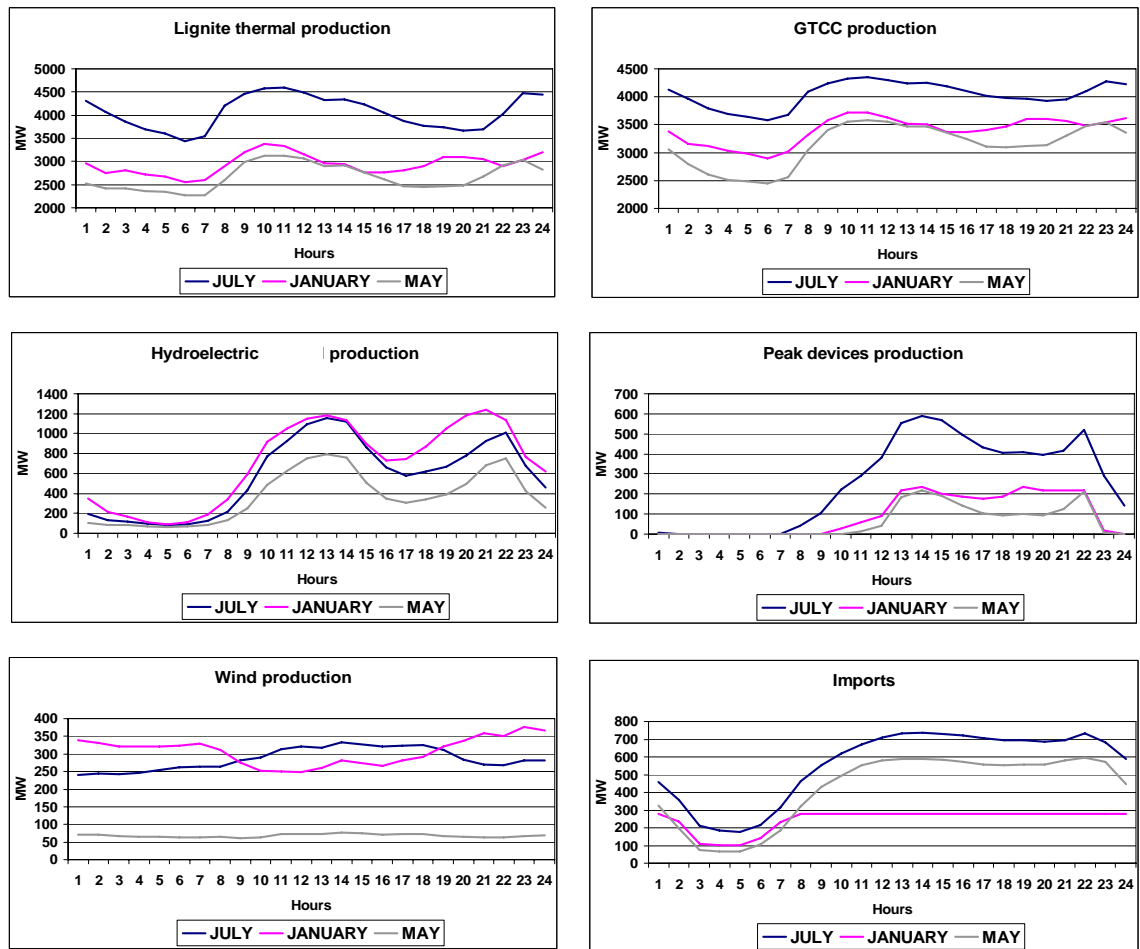 Lignite thermal production
5000
4500
4000
3500
3000
2500
2000
MW
1 2 3 4 5 6 7 8 9 10 11 12 13 14 15 16 17 18 19 20 21 22 23 24
Hours
JULY JANUARY MAY
GTCC production
4500
4000
3500
3000
2500
2000
MW
1 2 3 4 5 6 7 8 9 10 11 12 13 14 15 16 17 18 19 20 21 22 23 24
Hours
JULY JANUARY MAY
Hydroelectric production
1400
1200
1000
800
600
400
200
0
MW
1 2 3 4 5 6 7 8 9 10 11 12 13 14 15 16 17 18 19 20 21 22 23 24
Hours
JULY JANUARY MAY
Peak devices production
700
600
500
400
300
200
100
0
MW
1 2 3 4 5 6 7 8 9 10 11 12 13 14 15 16 17 18 19 20 21 22 23 24
Hours
JULY JANUARY MAY
Wind production
400
350
300
250
200
150
100
50
0
MW
1 2 3 4 5 6 7 8 9 10 11 12 13 14 15 16 17 18 19 20 21 22 23 24
Hours
JULY JANUARY MAY
Imports
800
700
600
500
400
300
200
100
0
MW
1 2 3 4 5 6 7 8 9 10 11 12 13 14 15 16 17 18 19 20 21 22 23 24
Hours
JULY JANUARY MAY